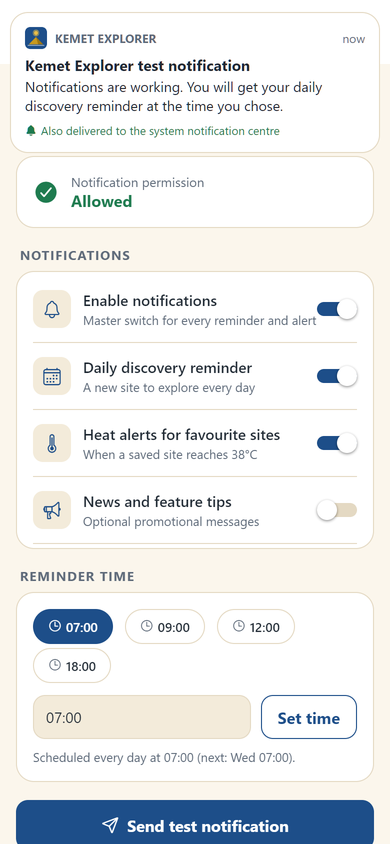 KEMET EXPLORER
now
Kemet Explorer test notification
Notifications are working. You will get your daily
discovery reminder at the time you chose.
Also delivered to the system notification centre
Notification permission
Allowed
NOTIFICATIONS
Enable notifications
Master switch for every reminder and alert
Daily discovery reminder
A new site to explore every day
Heat alerts for favourite sites
When a saved site reaches 38°C
News and feature tips
Optional promotional messages
REMINDER TIME
07:00
09:00
12:00
18:00
07:00
Set time
Scheduled every day at 07:00 (next: Wed 07:00).
Send test notification